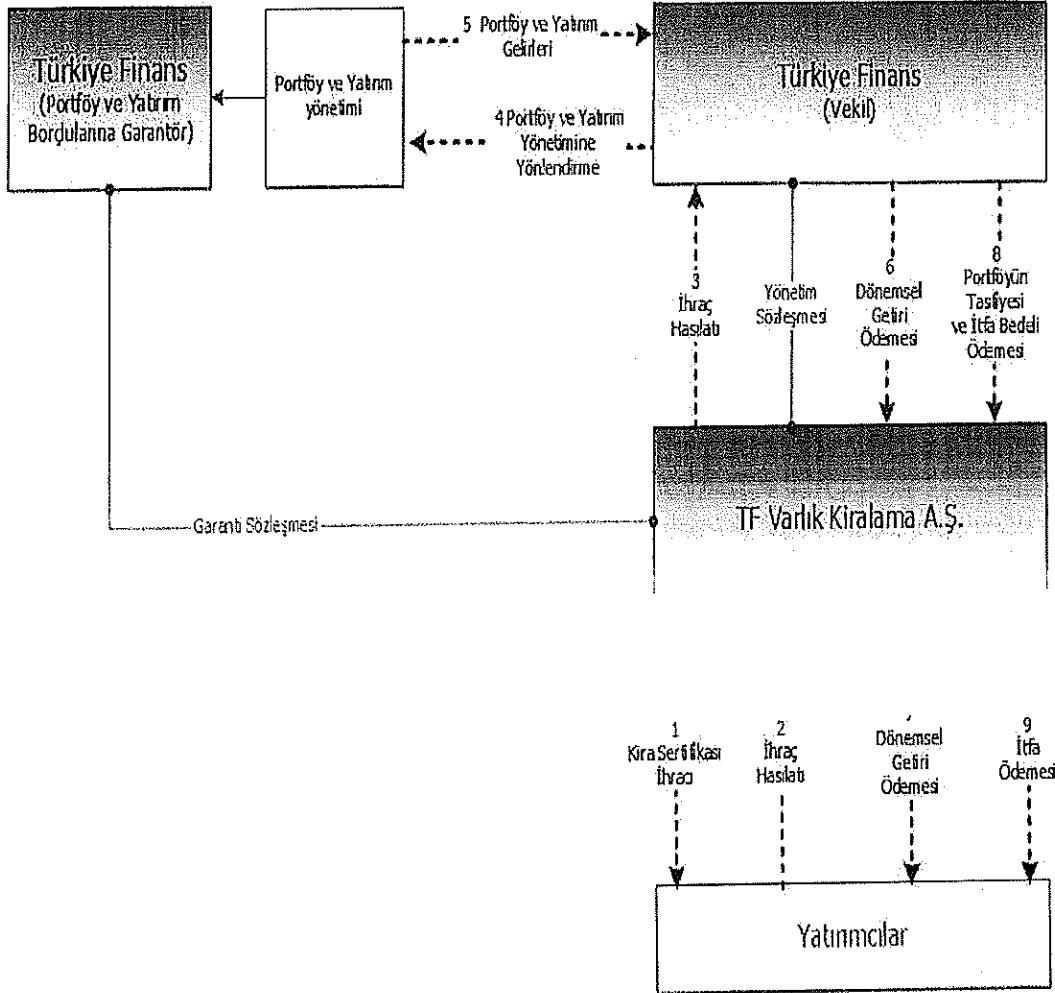 5 Portföy ve Yatırım
Gelirleri
Türkiye Finans
(Portföy ve Yatırım
Borçlularına Garantör)
Portföy ve Yatırım
yönetimi
Türkiye Finans
(Vekil)
4 Portföy ve Yatırım
Yönetimine
Yönlendirme
3
İhraç
Hasılatı
Yönetim
Sözleşmesi
6
Dönemsel
Getiri
Ödemesi
8
Portföyün
Tasfiyesi
ve İtfa Bedeli
Ödemesi
Garanti Sözleşmesi
TF Varlık Kiralama A.Ş.
1
Kira Sertifikası
İhracı
2
İhraç
Hasılatı
Dönemsel
Getiri
Ödemesi
9
İtfa
Ödemesi
Yatırımcılar